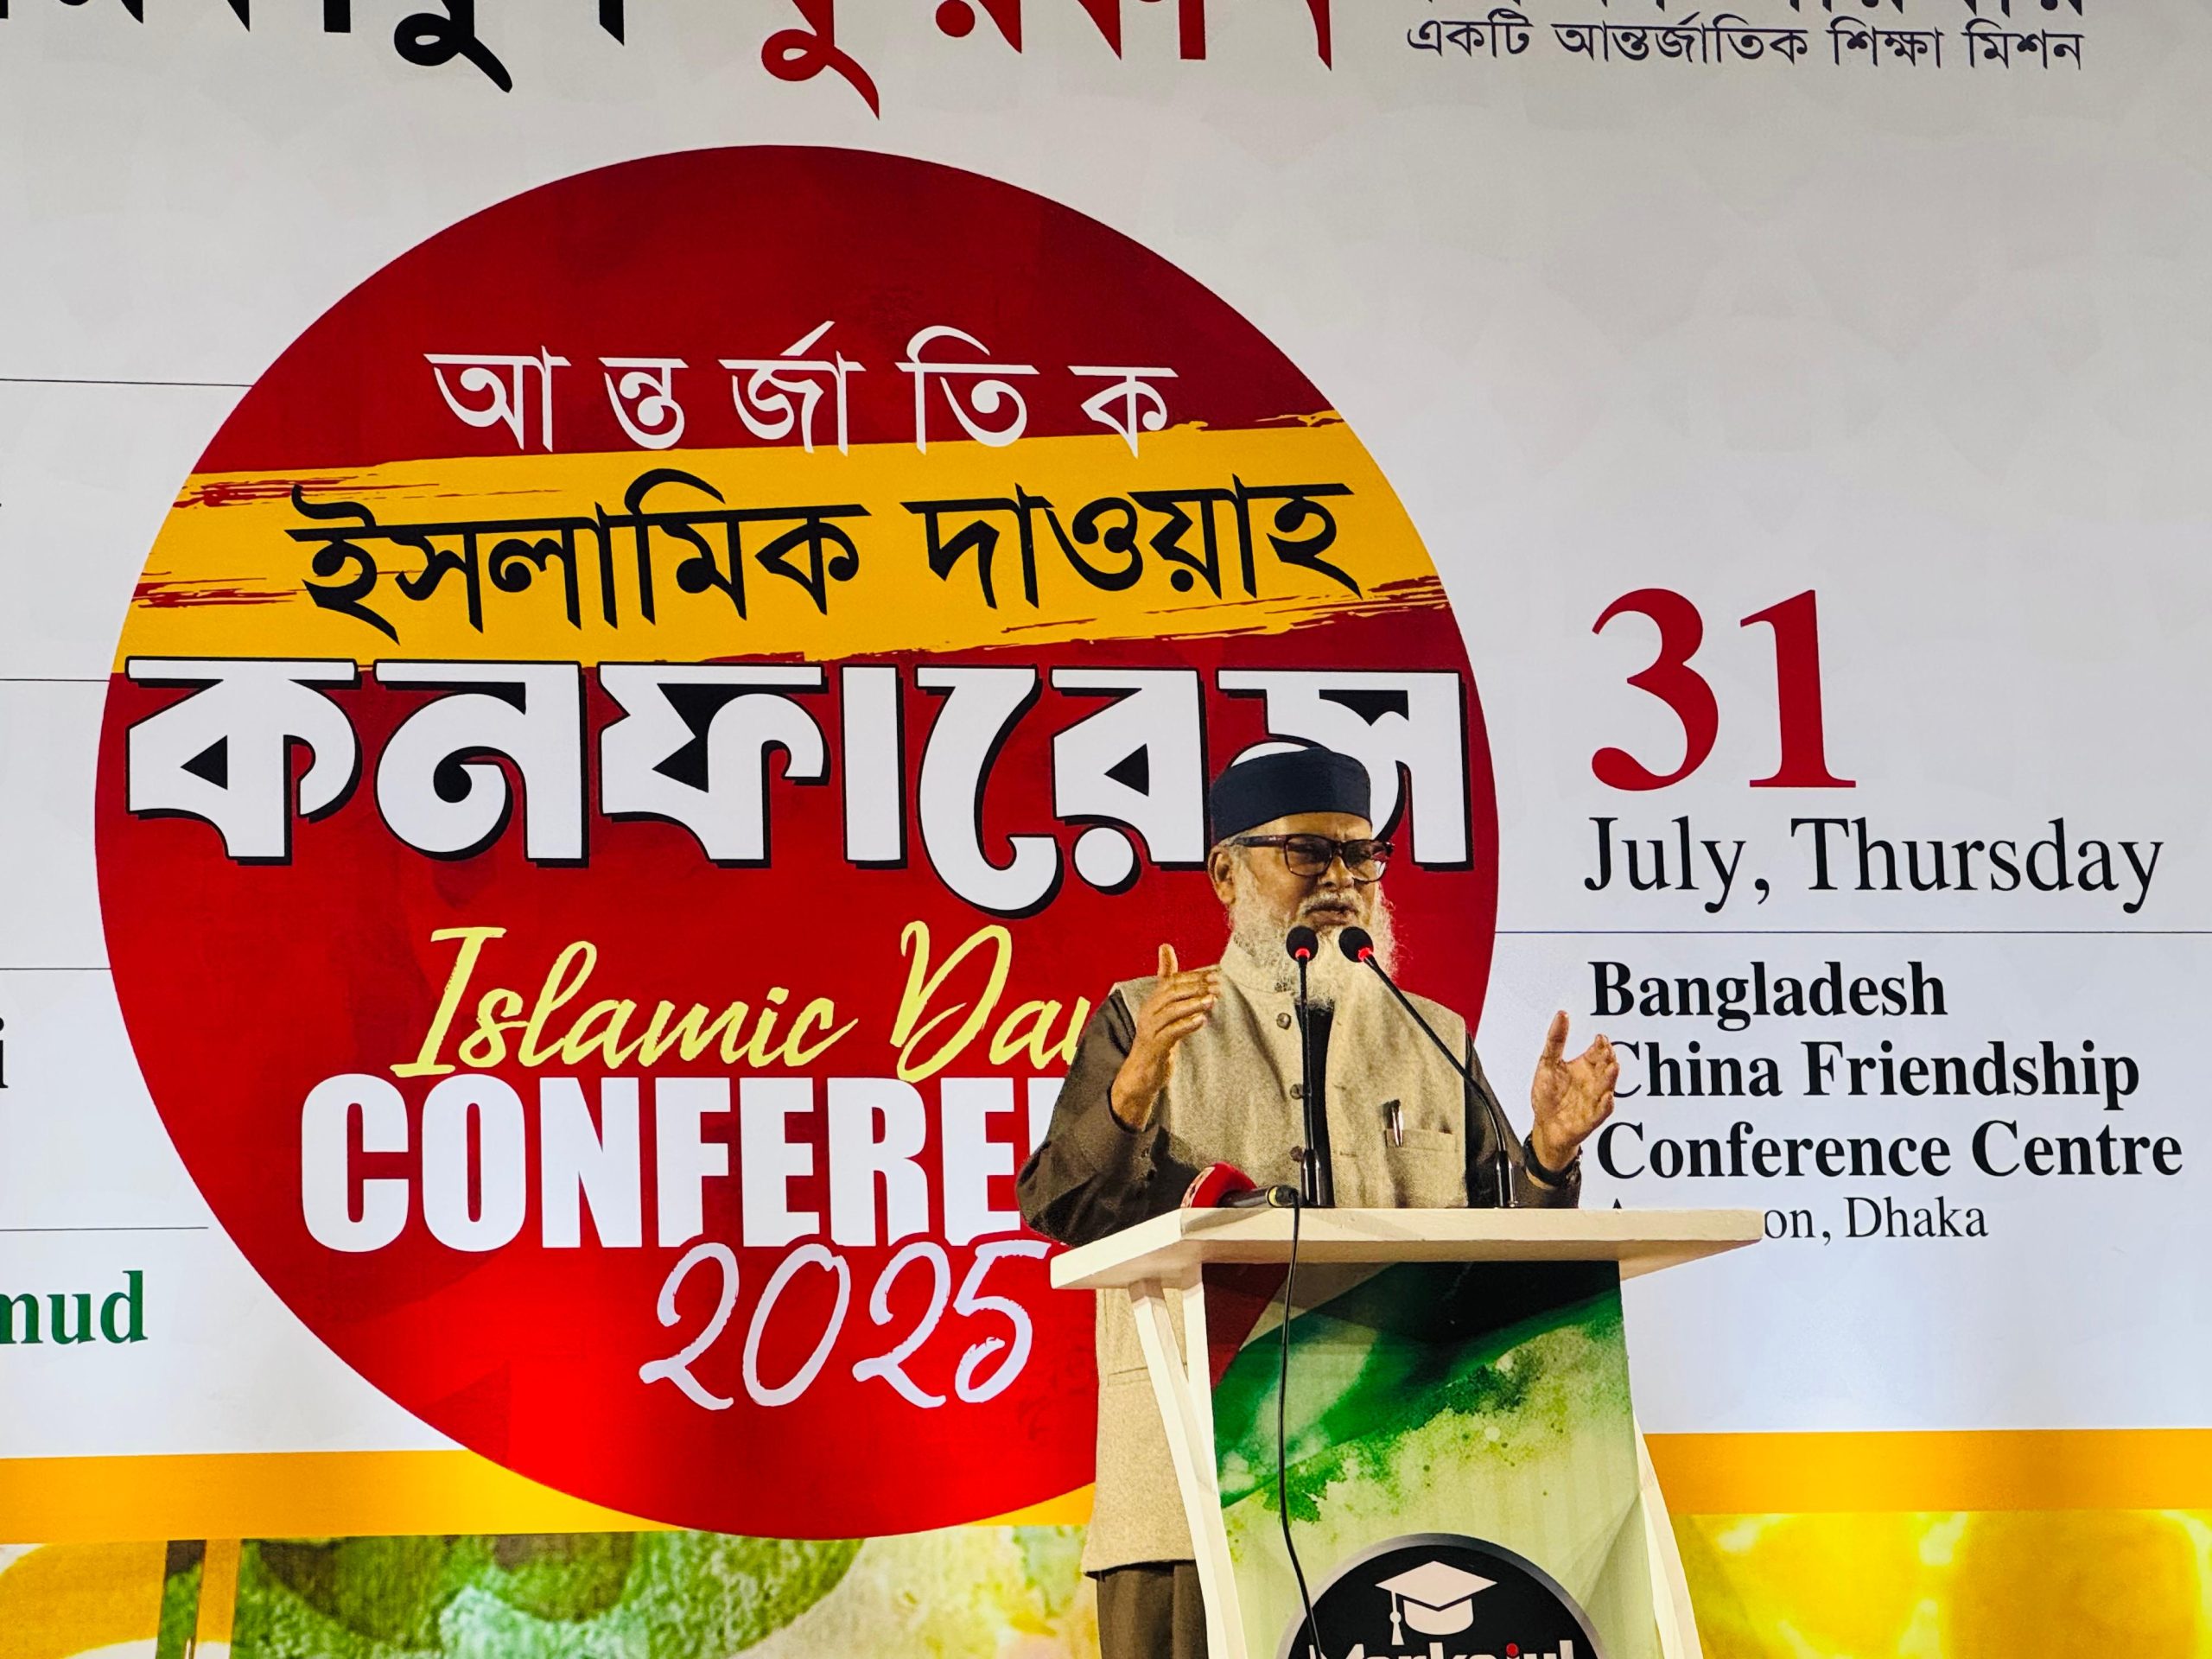 একটি আন্তর্জাতিক শিক্ষা মিশন
আন্তর্জাতিক
ইসলামিক দাওয়াহ
কনফারেন্স
Islamic
CONFERE
2025
31
July, Thursday
Bangladesh
China Friendship
Conference Centre
Dhaka
mud